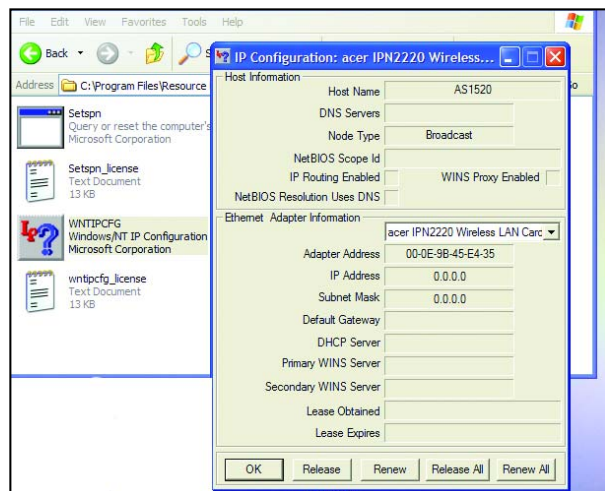 File Edit View Favorites Tools Help
Back
Address C:\Program Files\Resource
Setspn
Query or reset the computer's
Microsoft Corporation
Setspn_license
Text Document
13 KB
WNTIPCFG
Windows/NT IP Configuration
Microsoft Corporation
wntipcfg_license
Text Document
13 KB
IP Configuration: acer IPN2220 Wireless...
Host Information
Host Name AS1520
DNS Servers
Node Type Broadcast
NetBIOS Scope Id
IP Routing Enabled WINS Proxy Enabled
NetBIOS Resolution Uses DNS
Ethernet Adapter Information
acer IPN2220 Wireless LAN Carc
Adapter Address 00-0E-9B-45-E4-35
IP Address 0.0.0.0
Subnet Mask 0.0.0.0
Default Gateway
DHCP Server
Primary WINS Server
Secondary WINS Server
Lease Obtained
Lease Expires
OK Release Renew Release All Renew All